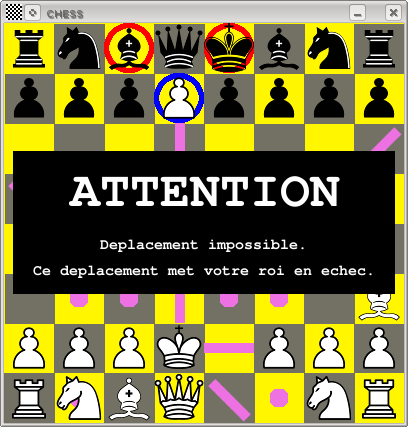 CHESS
ATTENTION
Deplacement impossible.
Ce deplacement met votre roi en echec.